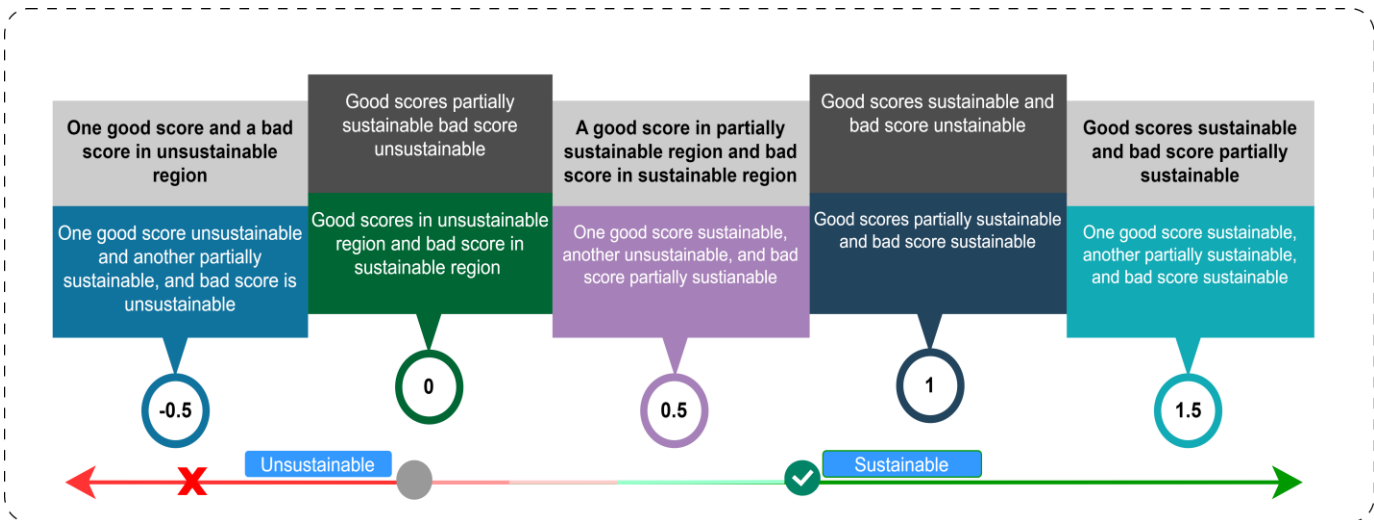 One good score and a bad
score in unsustainable
region
One good score unsustainable
and another partially
sustainable, and bad score is
unsustainable
-0.5
Good scores partially
sustainable bad score
unsustainable
Good scores in unsustainable
region and bad score in
sustainable region
0
A good score in partially
sustainable region and bad
score in sustainable region
One good score sustainable,
another unsustainable, and bad
score partially sustianable
0.5
Good scores sustainable and
bad score unstainable
Good scores partially sustainable
and bad score sustainable
1
Good scores sustainable
and bad score partially
sustainable
One good score sustainable,
another partially sustainable,
and bad score sustainable
1.5
Unsustainable
Sustainable